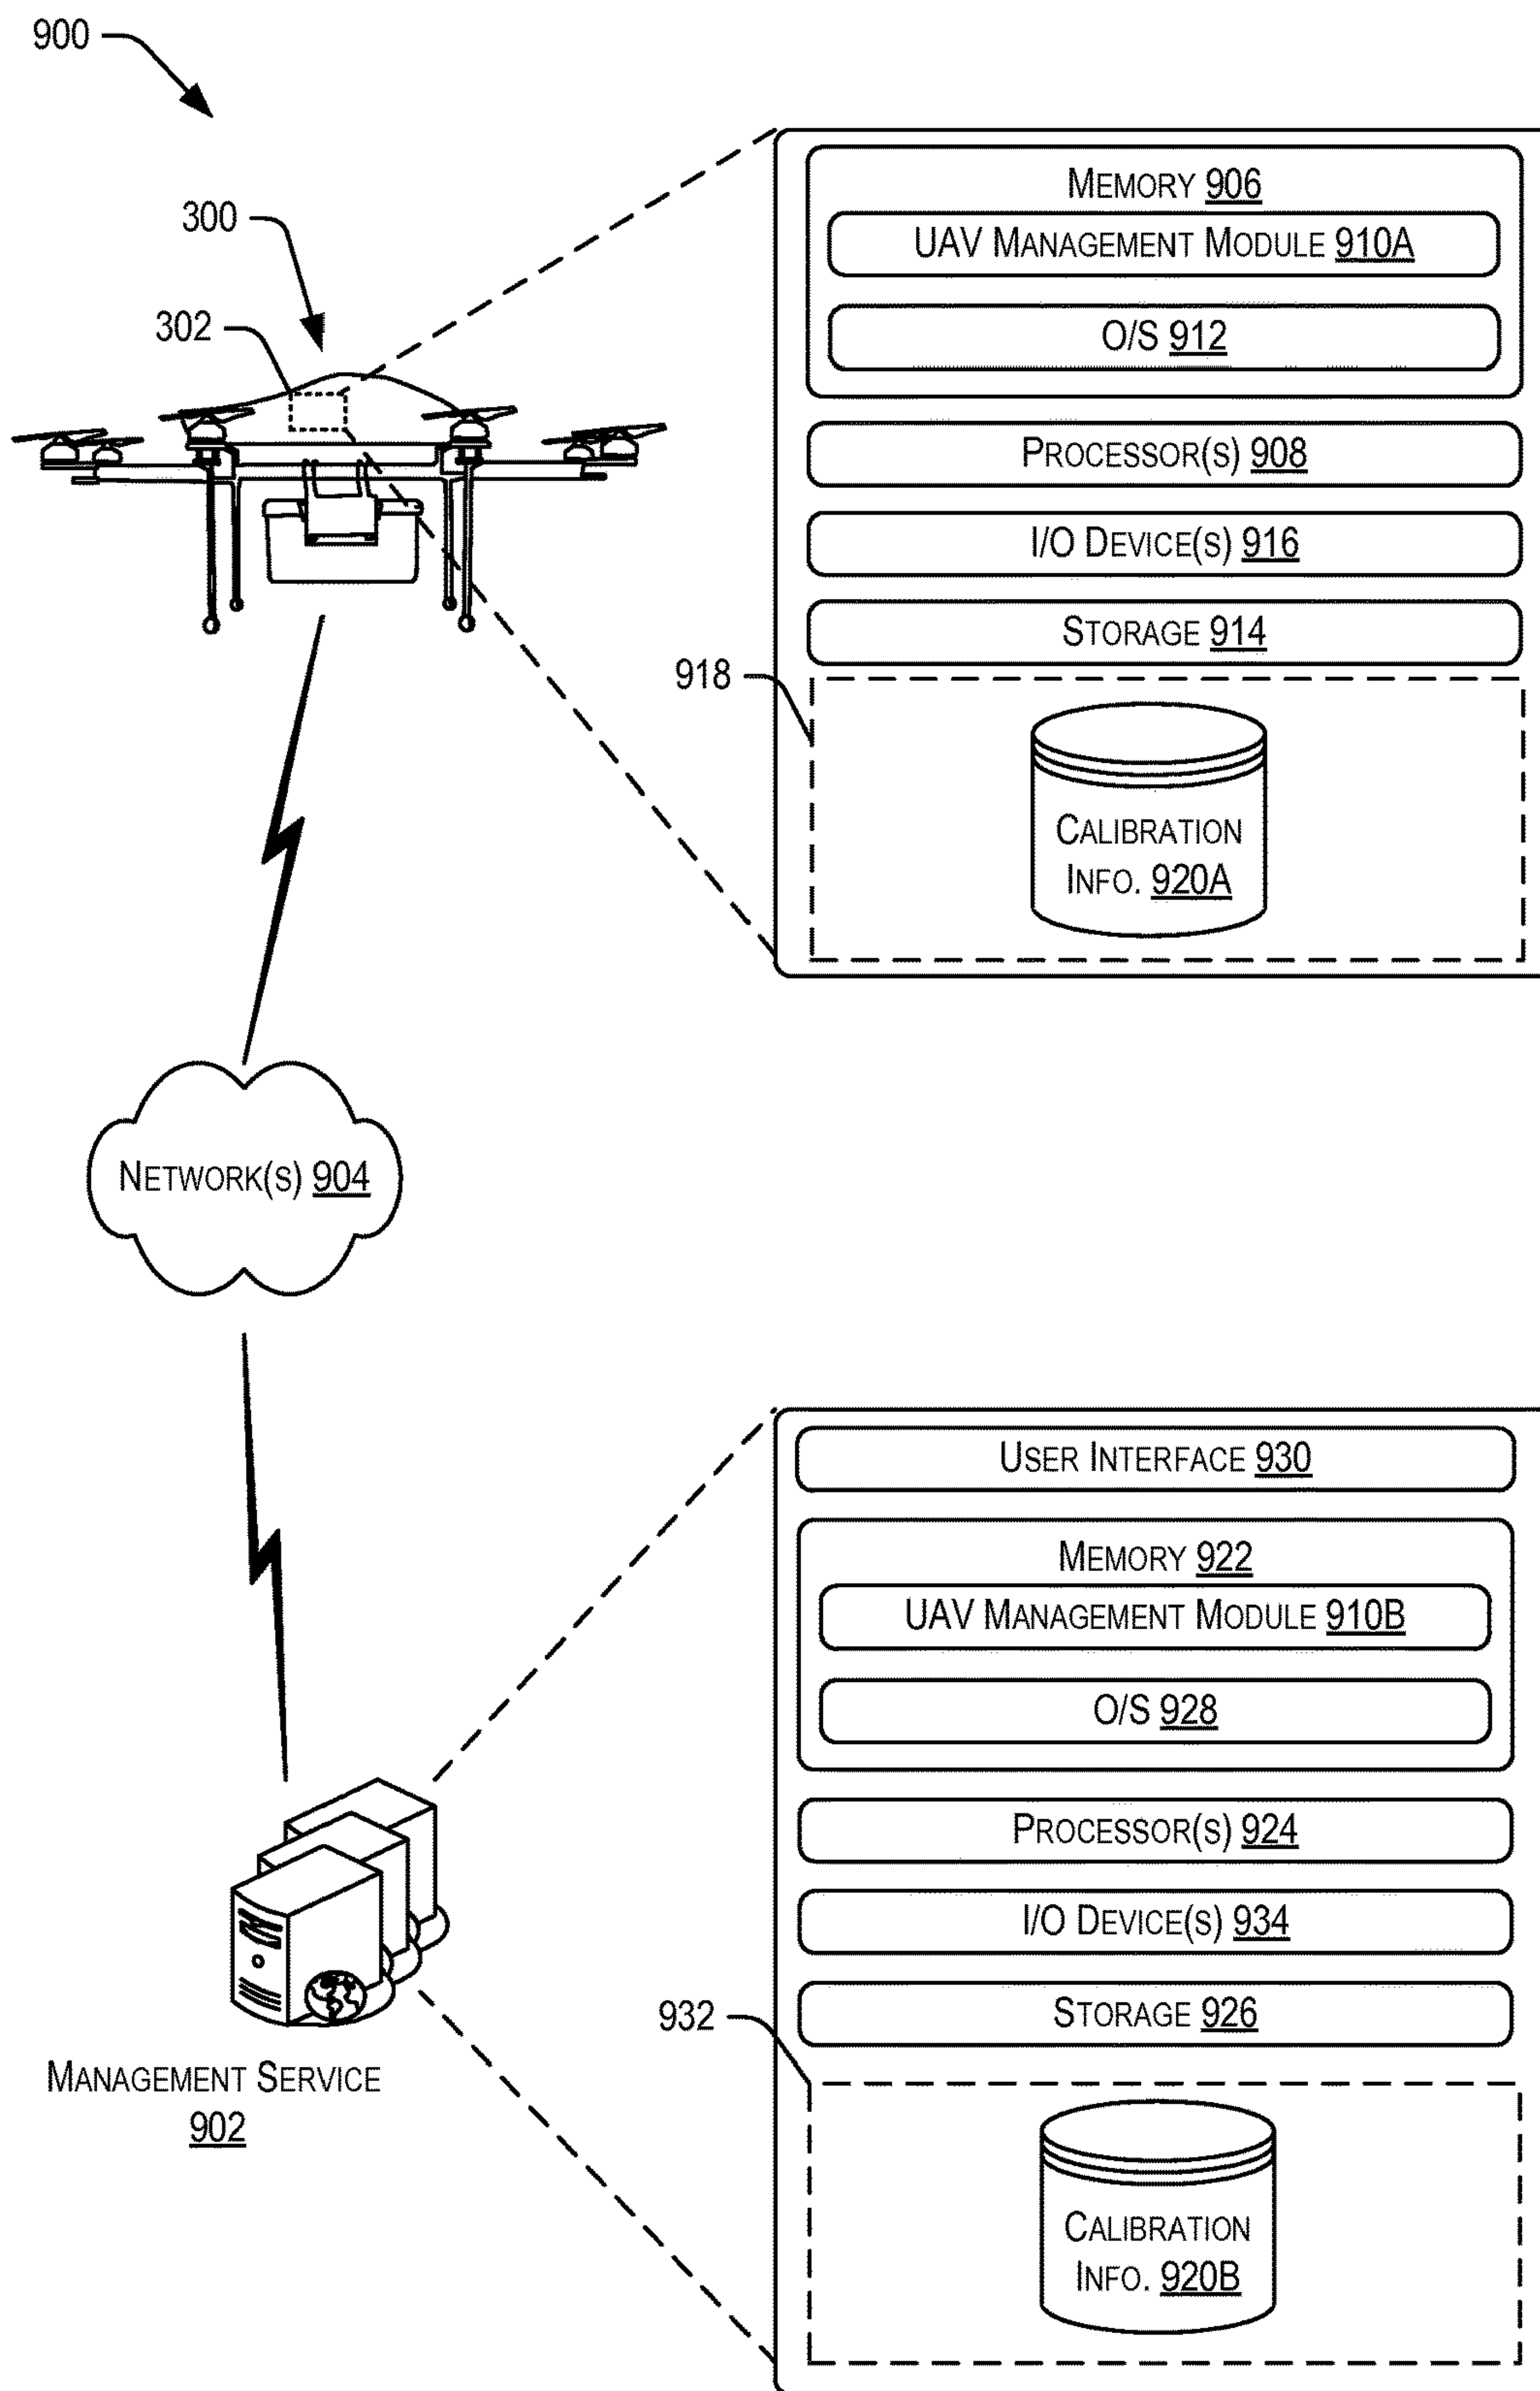 900
300
302
MEMORY 906
UAV MANAGEMENT MODULE 910A
O/S 912
PROCESSOR(S) 908
I/O DEVICE(S) 916
STORAGE 914
918
CALIBRATION
INFO. 920A
NETWORK(S) 904
USER INTERFACE 930
MEMORY 922
UAV MANAGEMENT MODULE 910B
O/S 928
PROCESSOR(S) 924
I/O DEVICE(S) 934
STORAGE 926
932
MANAGEMENT SERVICE
902
CALIBRATION
INFO. 920B